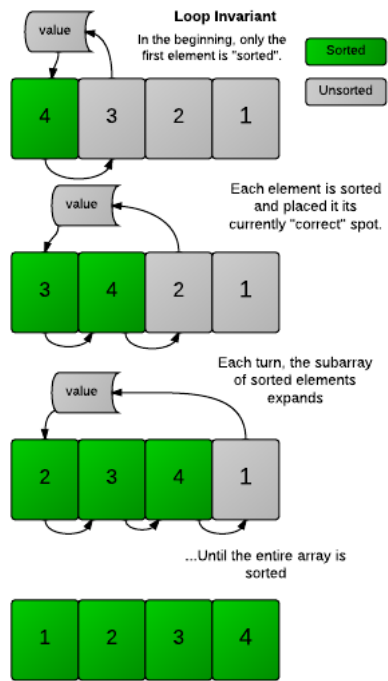 Loop Invariant
value
In the beginning, only the
first element is "sorted".
Sorted
Unsorted
4 3 2 1
Each element is sorted
and placed it its
currently "correct" spot.
value
3 4 2 1
Each turn, the subarray
of sorted elements
expands
value
2 3 4 1
...Until the entire array is
sorted
1 2 3 4